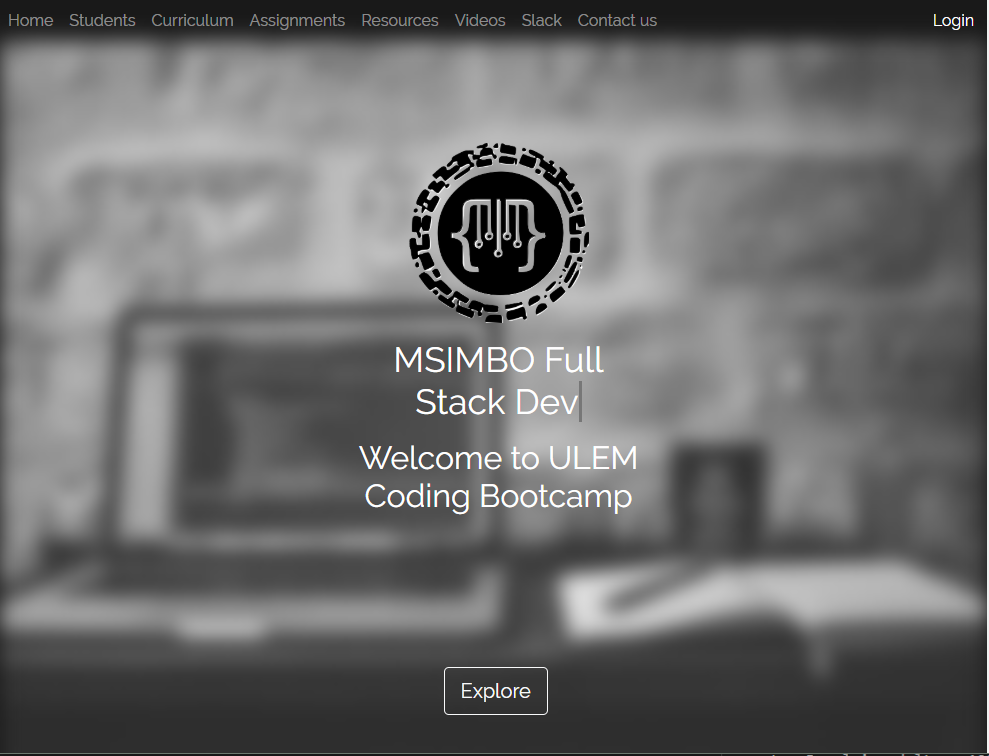 Home Students Curriculum Assignments Resources Videos Slack Contact us Login
MSIMBO Full
Stack Dev
Welcome to ULEM
Coding Bootcamp
Explore